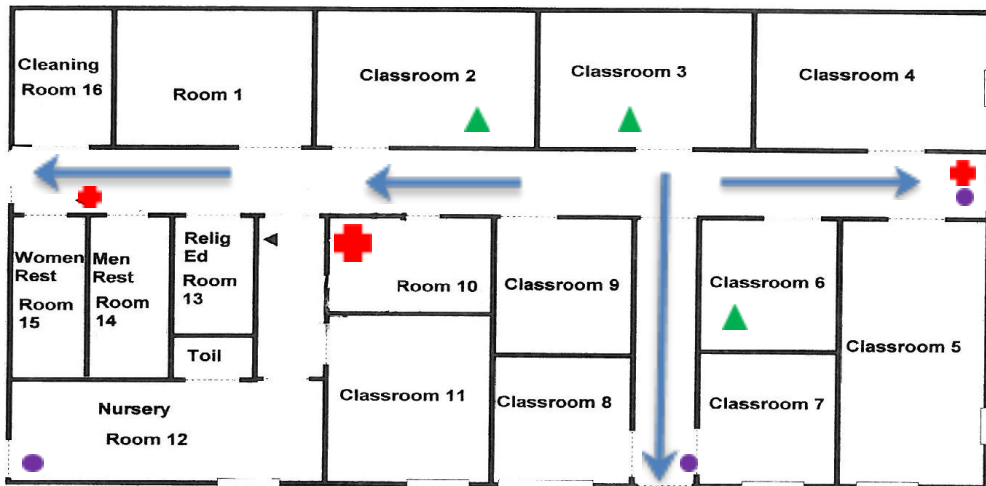 Cleaning
Room 16
Room 1
Classroom 2
Classroom 3
Classroom 4
Women
Rest
Room
15
Men
Rest
Room
14
Relig
Ed
Room
13
Toil
Room 10
Classroom 9
Classroom 6
Classroom 5
Classroom 11
Classroom 8
Classroom 7
Nursery
Room 12